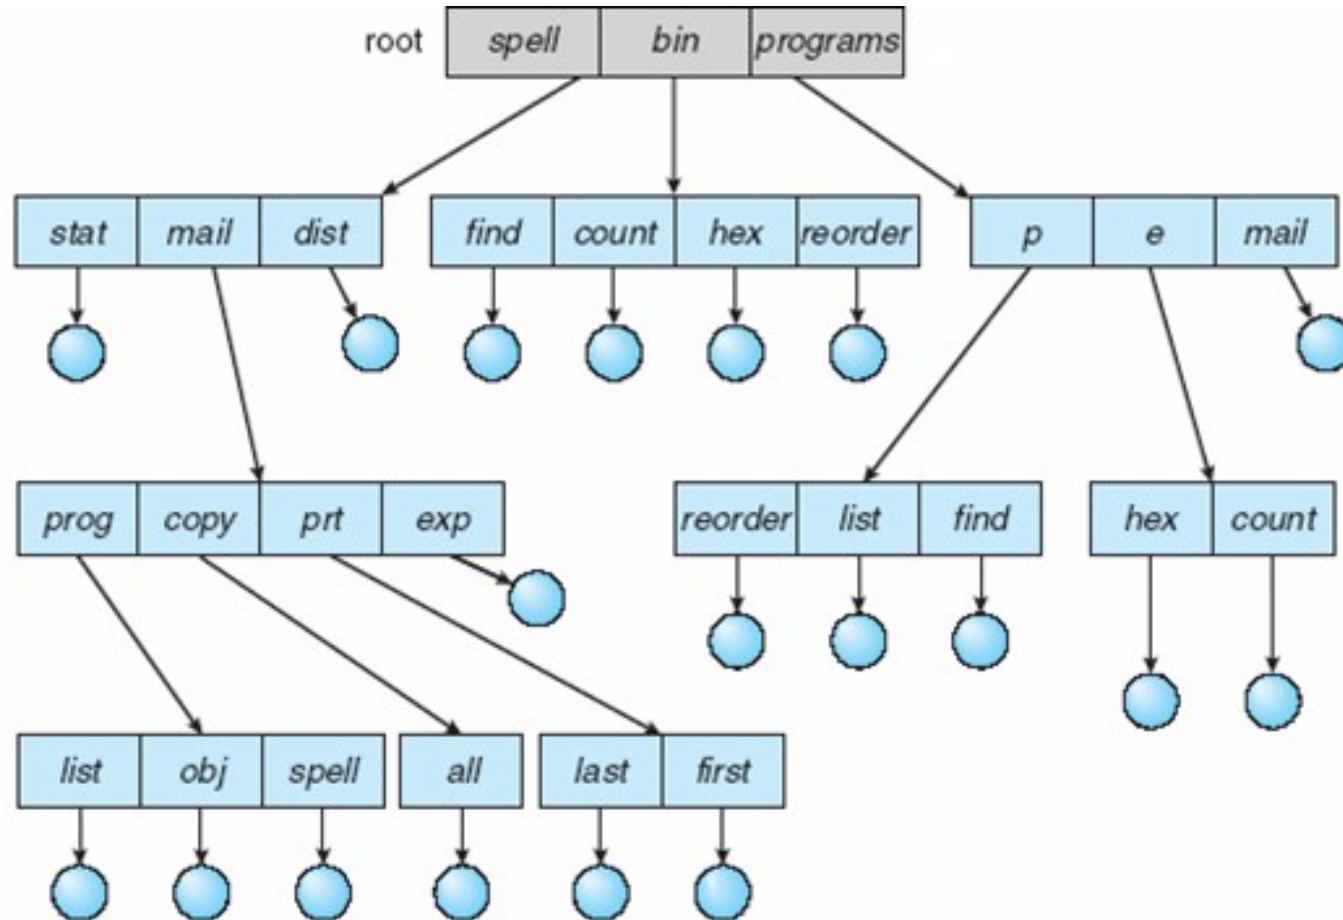 root spell bin programs
stat mail dist find count hex reorder p e mail
prog copy prt exp reorder list find hex count
list obj spell all last first